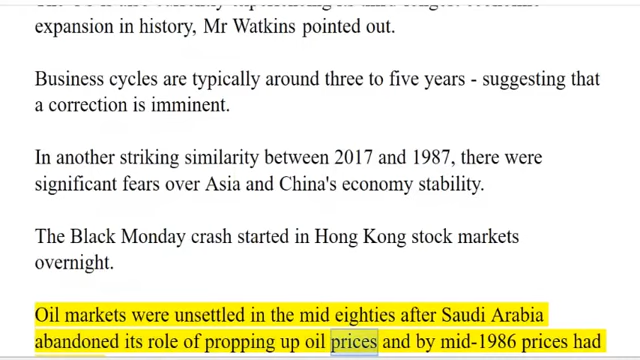 expansion in history, Mr Watkins pointed out.
Business cycles are typically around three to five years - suggesting that
a correction is imminent.
In another striking similarity between 2017 and 1987, there were
significant fears over Asia and China's economy stability.
The Black Monday crash started in Hong Kong stock markets
overnight.
Oil markets were unsettled in the mid eighties after Saudi Arabia
abandoned its role of propping up oil prices and by mid-1986 prices had